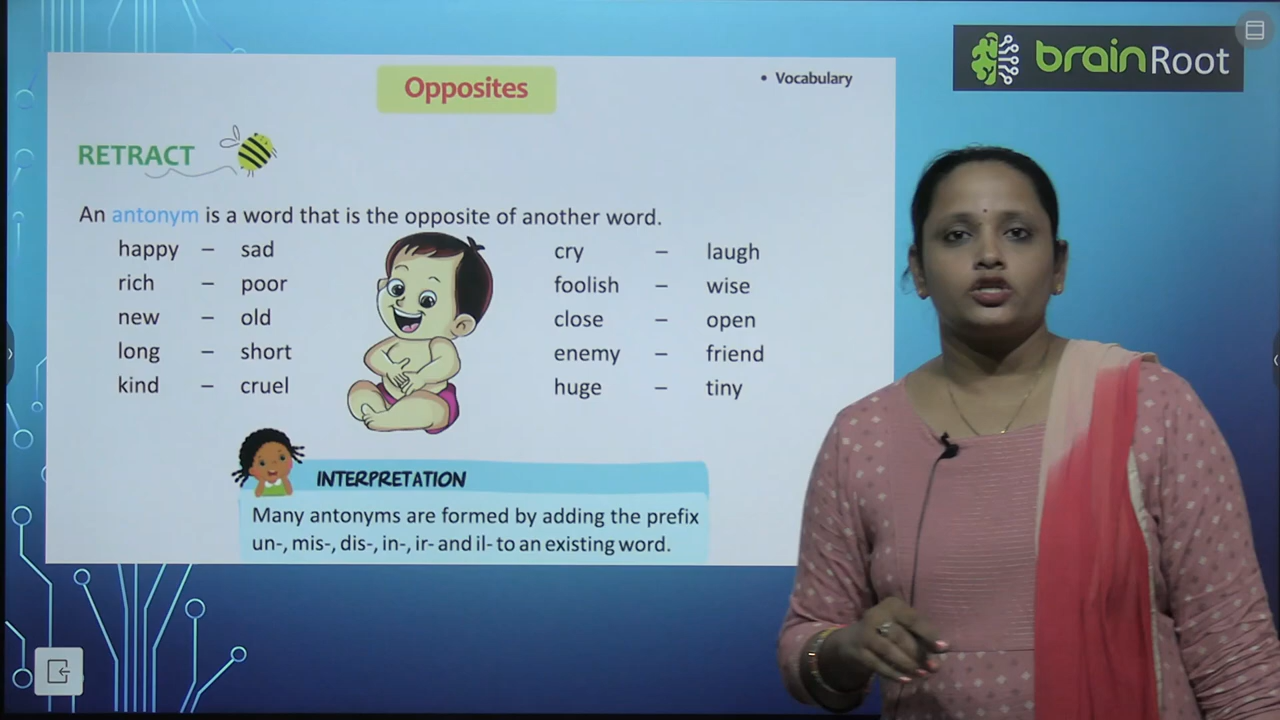 Opposites
• Vocabulary
brainRoot
RETRACT
An antonym is a word that is the opposite of another word.
happy – sad
rich – poor
new – old
long – short
kind – cruel
cry – laugh
foolish – wise
close – open
enemy – friend
huge – tiny
INTERPRETATION
Many antonyms are formed by adding the prefix
un-, mis-, dis-, in-, ir- and il- to an existing word.